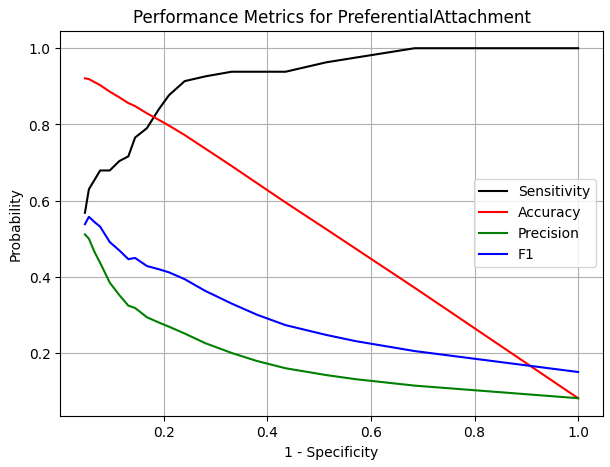 Performance Metrics for PreferentialAttachment
Probability
1.0
0.8
0.6
0.4
0.2
Sensitivity
Accuracy
Precision
F1
0.2 0.4 0.6 0.8 1.0
1 - Specificity